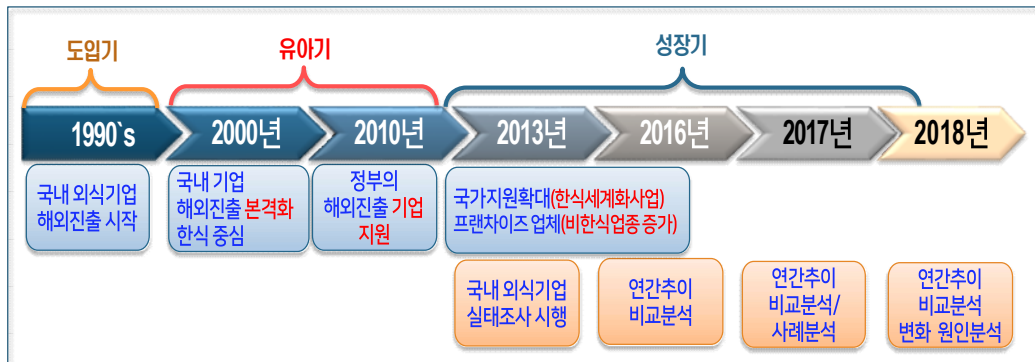 도입기
유아기
성장기
1990`s
2000년
2010년
2013년
2016년
2017년
2018년
국내 외식기업
해외진출 시작
국내 기업
해외진출 본격화
한식 중심
정부의
해외진출 기업
지원
국가지원확대(한식세계화사업)
프랜차이즈 업체(비한식업종 증가)
국내 외식기업
실태조사 시행
연간추이
비교분석
연간추이
비교분석/
사례분석
연간추이
비교분석
변화 원인분석